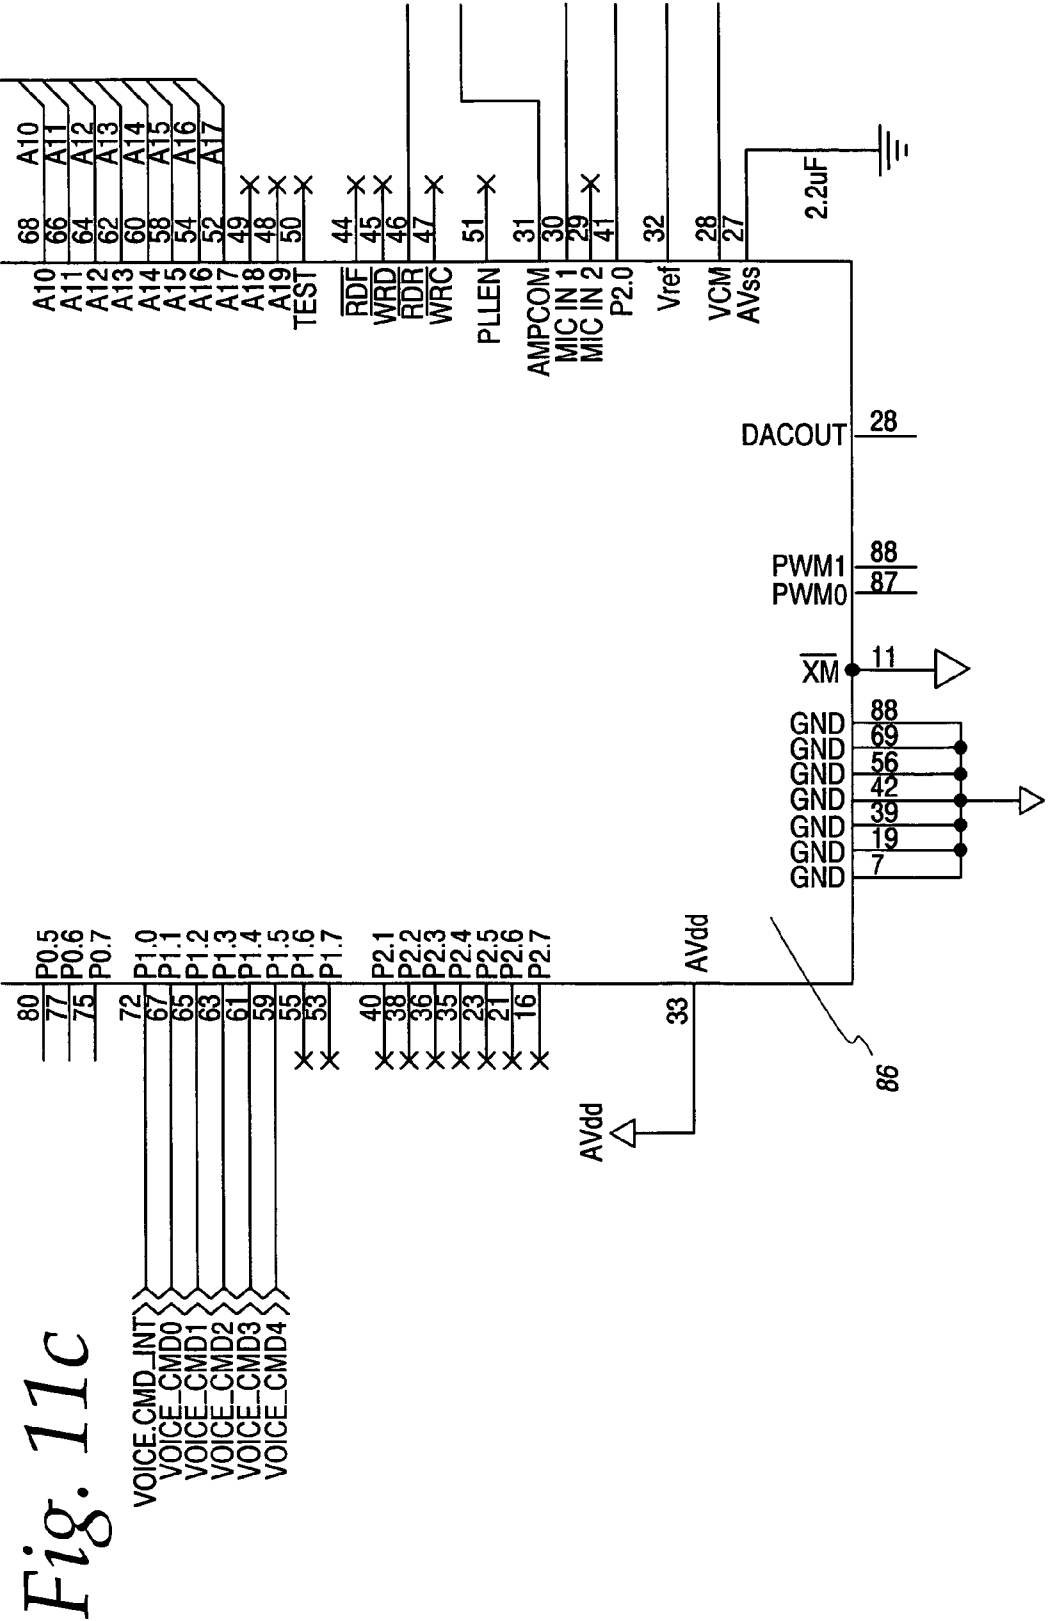 Fig. 11c
VOICE.CMD_INT
VOICE_CMD0
VOICE_CMD1
VOICE_CMD2
VOICE_CMD3
VOICE_CMD4
80 P0.5
77 P0.6
75 P0.7
72 P1.0
67 P1.1
65 P1.2
63 P1.3
61 P1.4
59 P1.5
55 P1.6
53 P1.7
40 P2.1
38 P2.2
36 P2.3
35 P2.4
23 P2.5
21 P2.6
16 P2.7
AVdd
33 AVdd
86
A10 68 A10
A11 66 A11
A12 64 A12
A13 62 A13
A14 60 A14
A15 58 A15
A16 54 A16
A17 52 A17
A18 49
A19 48
TEST 50
RDF 44
WRD 45
RDR 46
WRC 47
PLLEN 51
AMPCOM 31
MIC IN 1 30
MIC IN 2 29
P2.0 41
Vref 32
VCM 28
AVss 27
2.2uF
GND 7
GND 19
GND 39
GND 42
GND 56
GND 69
GND 88
XM 11
PWM0 87
PWM1 88
DACOUT 28